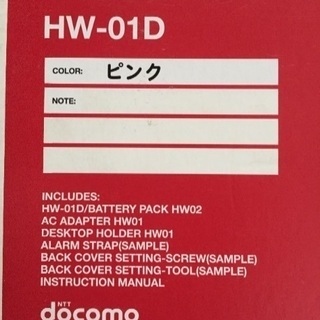 HW-01D
COLOR: ピンク
NOTE:
INCLUDES:
HW-01D/BATTERY PACK HW02
AC ADAPTER HW01
DESKTOP HOLDER HW01
ALARM STRAP(SAMPLE)
BACK COVER SETTING-SCREW(SAMPLE)
BACK COVER SETTING-TOOL(SAMPLE)
INSTRUCTION MANUAL
NTT
docomo